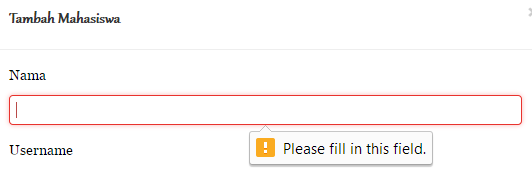 Tambah Mahasiswa
Nama
Please fill in this field.
Username